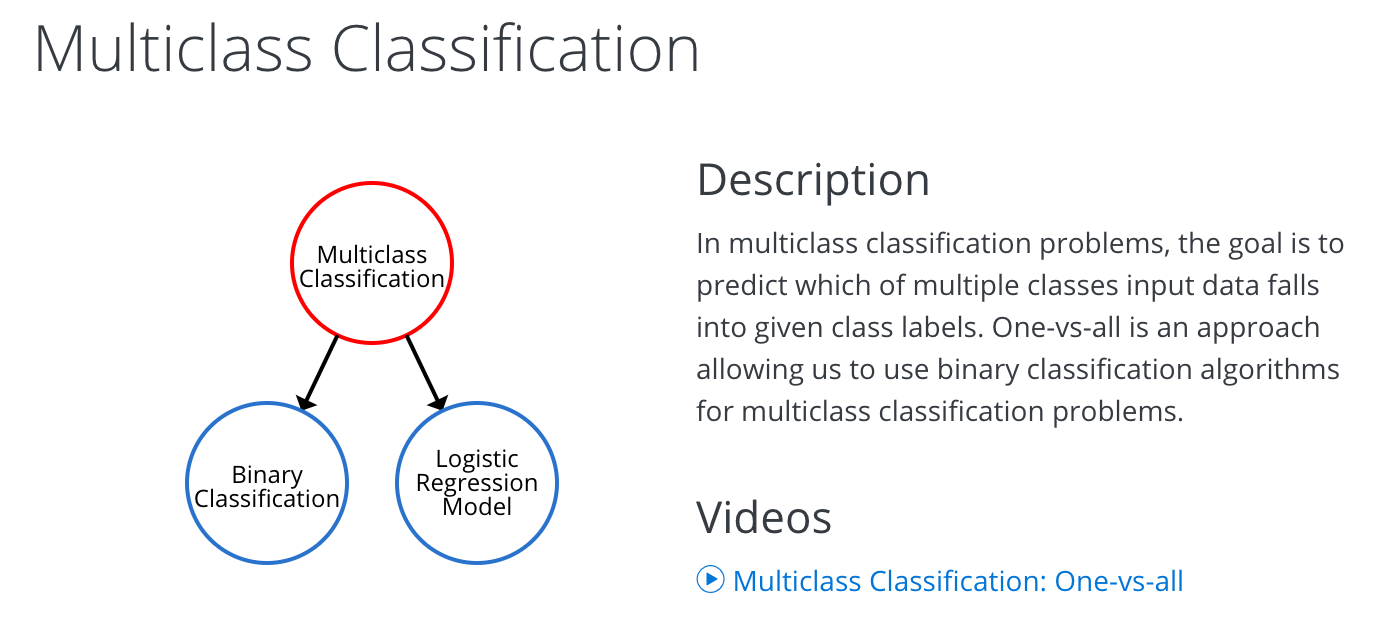 Multiclass Classification
Multiclass
Classification
Binary
Classification
Logistic
Regression
Model
Description
In multiclass classification problems, the goal is to
predict which of multiple classes input data falls
into given class labels. One-vs-all is an approach
allowing us to use binary classification algorithms
for multiclass classification problems.
Videos
Multiclass Classification: One-vs-all